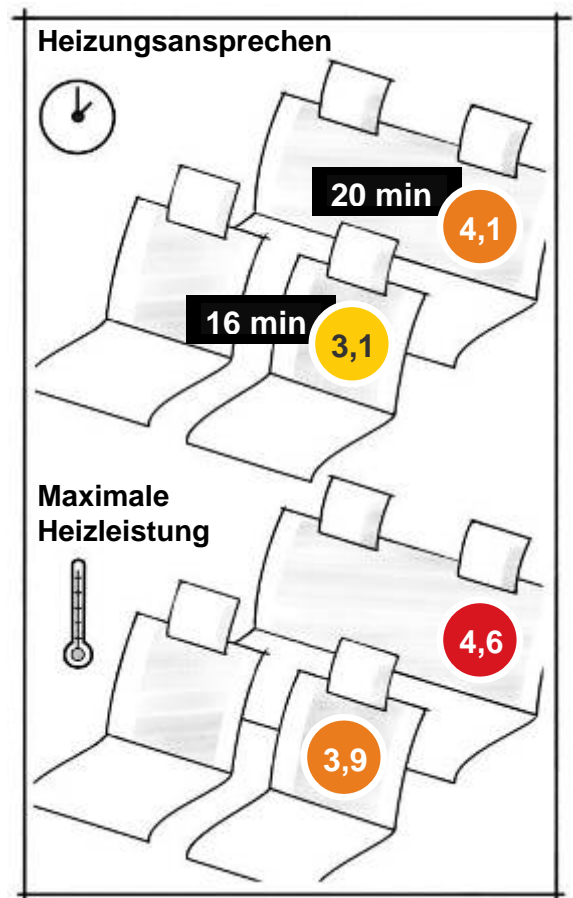 Heizungsansprechen
20 min
4,1
16 min
3,1
Maximale
Heizleistung
4,6
3,9